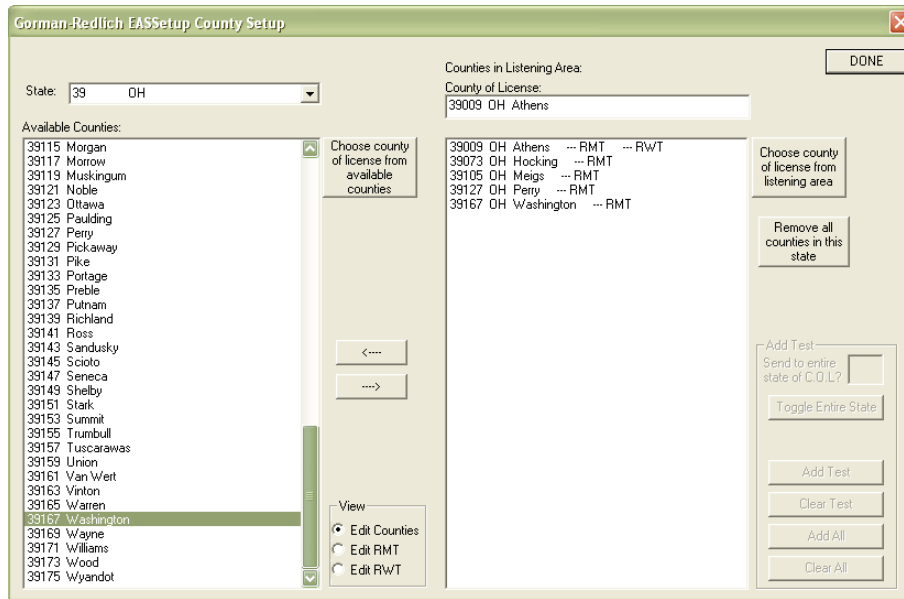 Gorman-Redlich EASSetup County Setup
DONE
State:
39 OH
Counties in Listening Area:
County of License:
39009 OH Athens
Available Counties:
39115 Morgan
39117 Morrow
39119 Muskingum
39121 Noble
39123 Ottawa
39125 Paulding
39127 Perry
39129 Pickaway
39131 Pike
39133 Portage
39135 Preble
39137 Putnam
39139 Richland
39141 Ross
39143 Sandusky
39145 Scioto
39147 Seneca
39149 Shelby
39151 Stark
39153 Summit
39155 Trumbull
39157 Tuscarawas
39159 Union
39161 Van Wert
39163 Vinton
39165 Warren
39167 Washington
39169 Wayne
39171 Williams
39173 Wood
39175 Wyandot
Choose county
of license from
available
counties
<----
---->
View
Edit Counties
Edit RMT
Edit RWT
39009 OH Athens --- RMT --- RWT
39073 OH Hocking --- RMT
39105 OH Meigs --- RMT
39127 OH Perry --- RMT
39167 OH Washington --- RMT
Choose county
of license from
listening area
Remove all
counties in this
state
Add Test
Send to entire
state of C.O.L?
Toggle Entire State
Add Test
Clear Test
Add All
Clear All